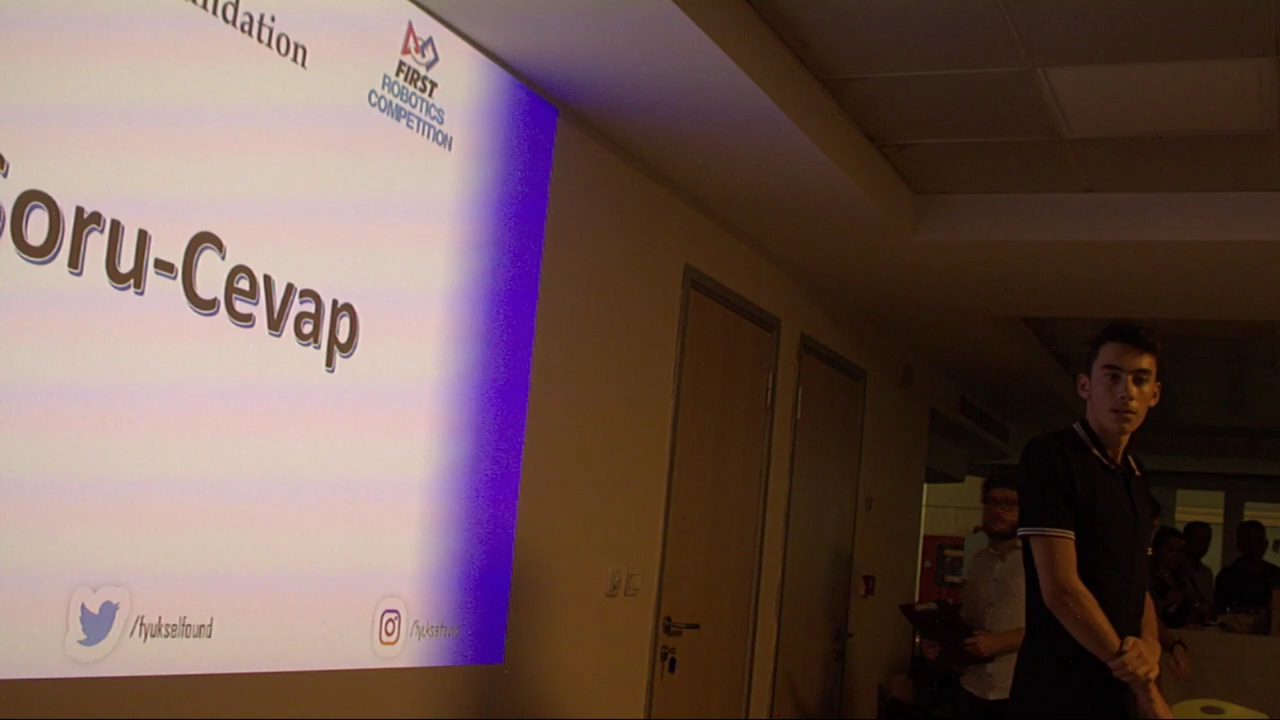 ndation
FIRST
ROBOTICS
COMPETITION
Soru-Cevap
/fyukselfound